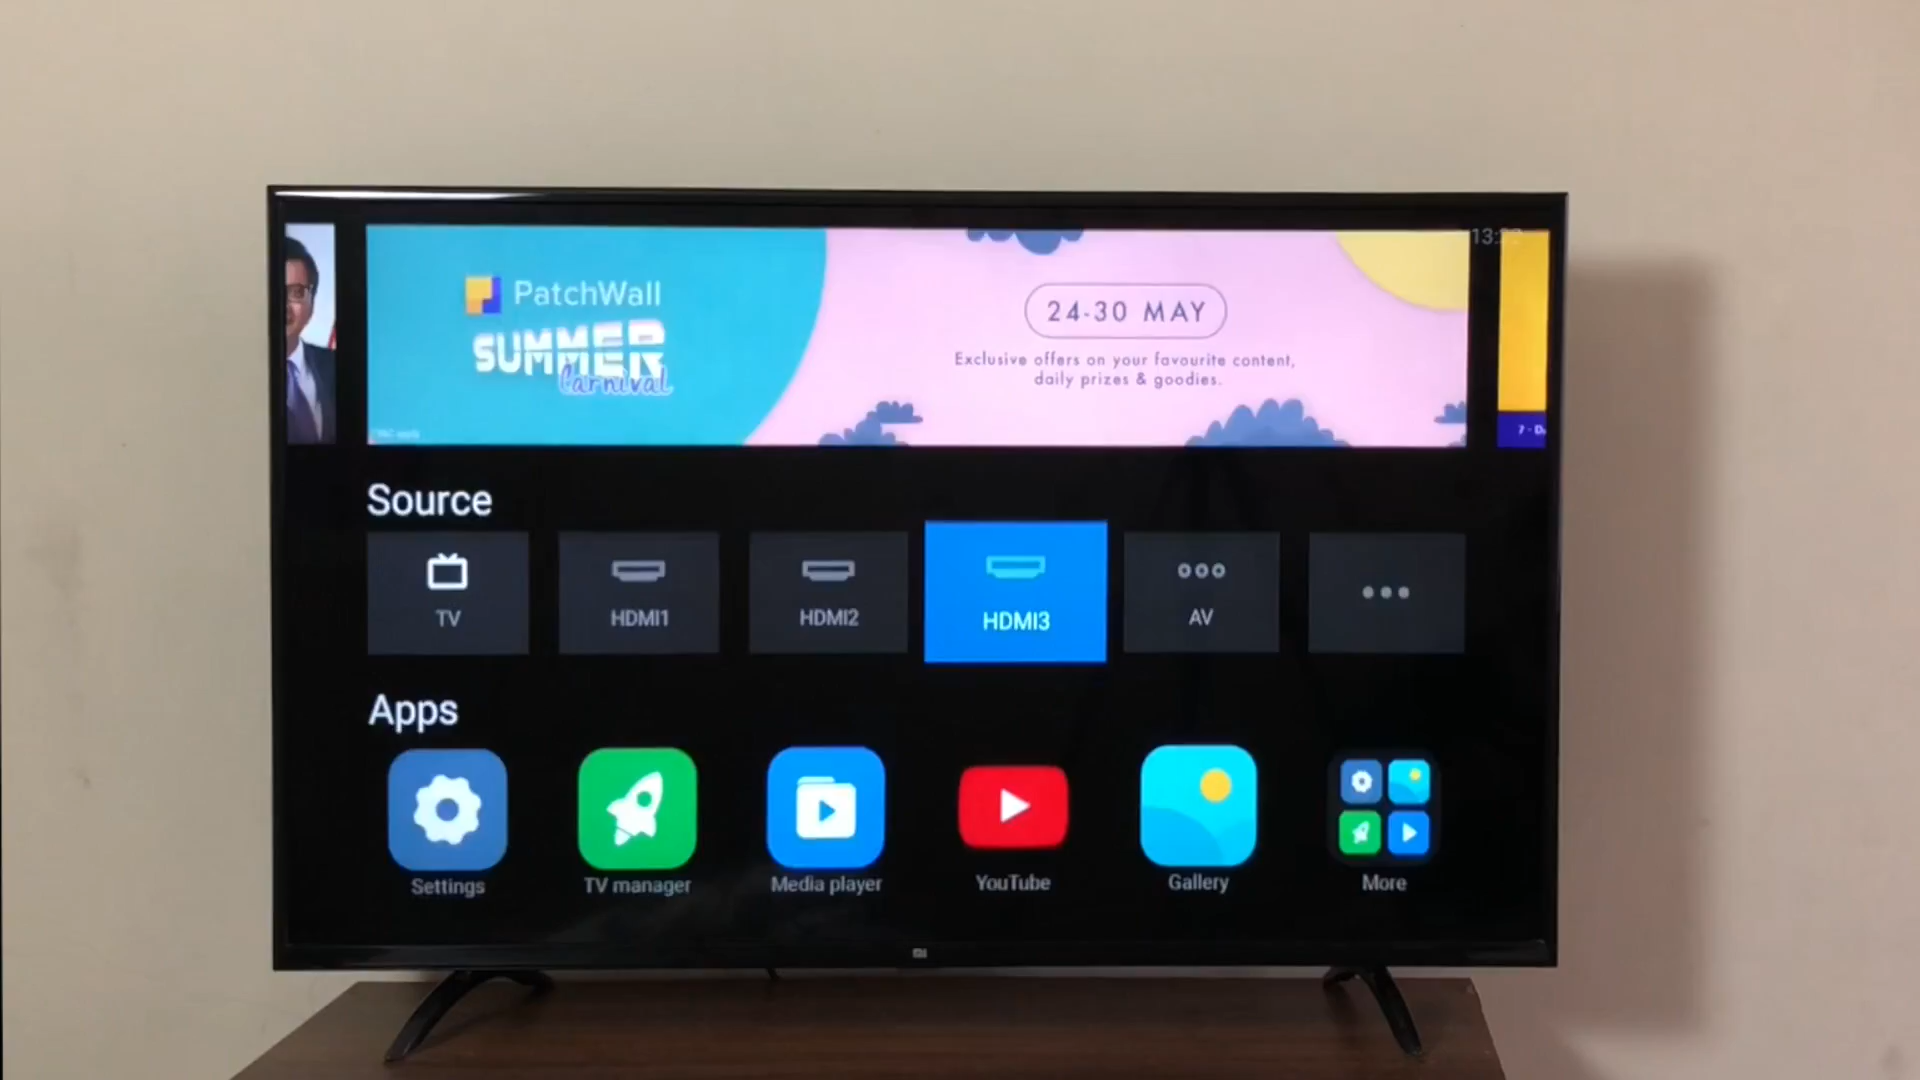 PatchWall
SUMMER
Carnival
24-30 MAY
Exclusive offers on your favourite content,
daily prizes & goodies.
Source
TV
HDMI1
HDMI2
HDMI3
AV
Apps
Settings
TV manager
Media player
YouTube
Gallery
More
mi